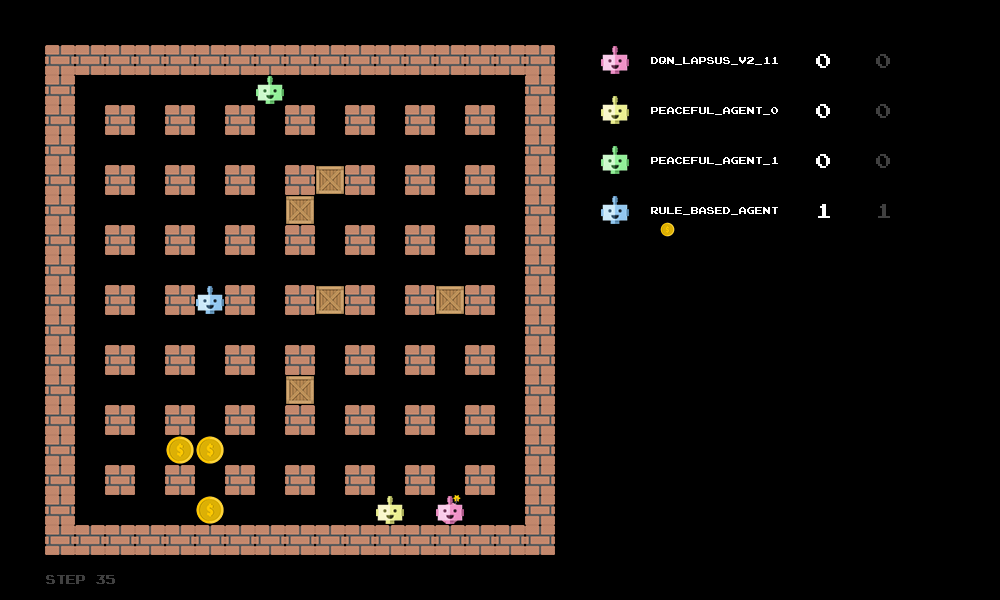 DQN_LAPSUS_V2_11 0 0
PEACEFUL_AGENT_0 0 0
PEACEFUL_AGENT_1 0 0
RULE_BASED_AGENT 1 1
STEP 35